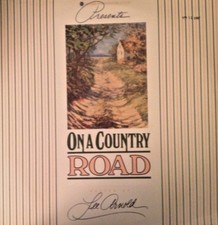 Presents
ON A COUNTRY
ROAD
Lee Arnold